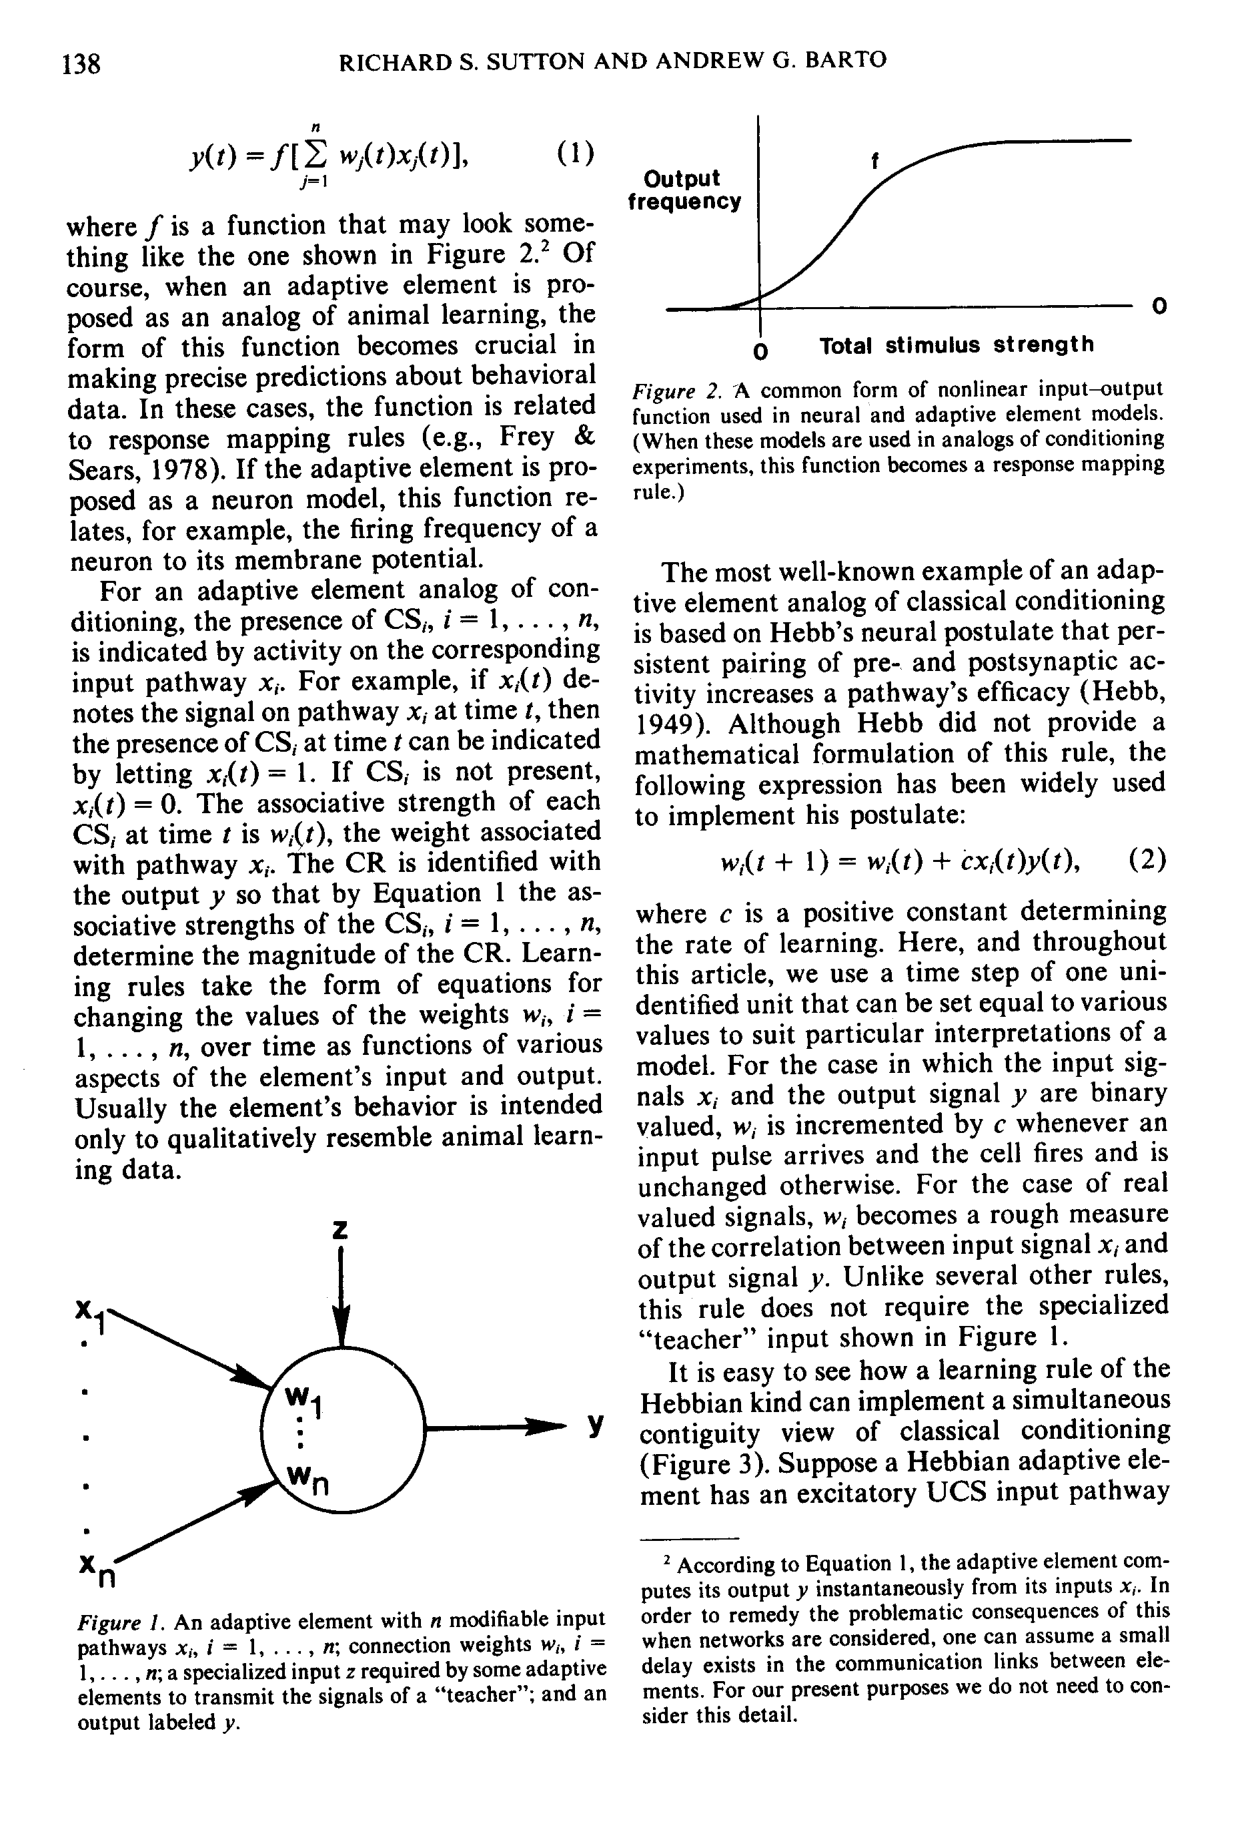 138
RICHARD S. SUTTON AND ANDREW G. BARTO
n
y(t) = f[ Σ wj(t)xj(t)], (1)
j=1
where f is a function that may look some-
thing like the one shown in Figure 2.² Of
course, when an adaptive element is pro-
posed as an analog of animal learning, the
form of this function becomes crucial in
making precise predictions about behavioral
data. In these cases, the function is related
to response mapping rules (e.g., Frey &
Sears, 1978). If the adaptive element is pro-
posed as a neuron model, this function re-
lates, for example, the firing frequency of a
neuron to its membrane potential.
For an adaptive element analog of con-
ditioning, the presence of CSi, i = 1, . . . , n,
is indicated by activity on the corresponding
input pathway xi. For example, if xi(t) de-
notes the signal on pathway xi at time t, then
the presence of CSi at time t can be indicated
by letting xi(t) = 1. If CSi is not present,
xi(t) = 0. The associative strength of each
CSi at time t is wi(t), the weight associated
with pathway xi. The CR is identified with
the output y so that by Equation 1 the as-
sociative strengths of the CSi, i = 1, . . . , n,
determine the magnitude of the CR. Learn-
ing rules take the form of equations for
changing the values of the weights wi, i =
1, . . . , n, over time as functions of various
aspects of the element's input and output.
Usually the element's behavior is intended
only to qualitatively resemble animal learn-
ing data.
z
x1
w1
y
wn
xn
Figure 1. An adaptive element with n modifiable input
pathways xi, i = 1, . . . , n; connection weights wi, i =
1, . . . , n; a specialized input z required by some adaptive
elements to transmit the signals of a “teacher”; and an
output labeled y.
f
Output
frequency
0
0
Total stimulus strength
Figure 2. A common form of nonlinear input–output
function used in neural and adaptive element models.
(When these models are used in analogs of conditioning
experiments, this function becomes a response mapping
rule.)
The most well-known example of an adap-
tive element analog of classical conditioning
is based on Hebb's neural postulate that per-
sistent pairing of pre- and postsynaptic ac-
tivity increases a pathway's efficacy (Hebb,
1949). Although Hebb did not provide a
mathematical formulation of this rule, the
following expression has been widely used
to implement his postulate:
wi(t + 1) = wi(t) + cxi(t)y(t), (2)
where c is a positive constant determining
the rate of learning. Here, and throughout
this article, we use a time step of one uni-
dentified unit that can be set equal to various
values to suit particular interpretations of a
model. For the case in which the input sig-
nals xi and the output signal y are binary
valued, wi is incremented by c whenever an
input pulse arrives and the cell fires and is
unchanged otherwise. For the case of real
valued signals, wi becomes a rough measure
of the correlation between input signal xi and
output signal y. Unlike several other rules,
this rule does not require the specialized
“teacher” input shown in Figure 1.
It is easy to see how a learning rule of the
Hebbian kind can implement a simultaneous
contiguity view of classical conditioning
(Figure 3). Suppose a Hebbian adaptive ele-
ment has an excitatory UCS input pathway
² According to Equation 1, the adaptive element com-
putes its output y instantaneously from its inputs xi. In
order to remedy the problematic consequences of this
when networks are considered, one can assume a small
delay exists in the communication links between ele-
ments. For our present purposes we do not need to con-
sider this detail.